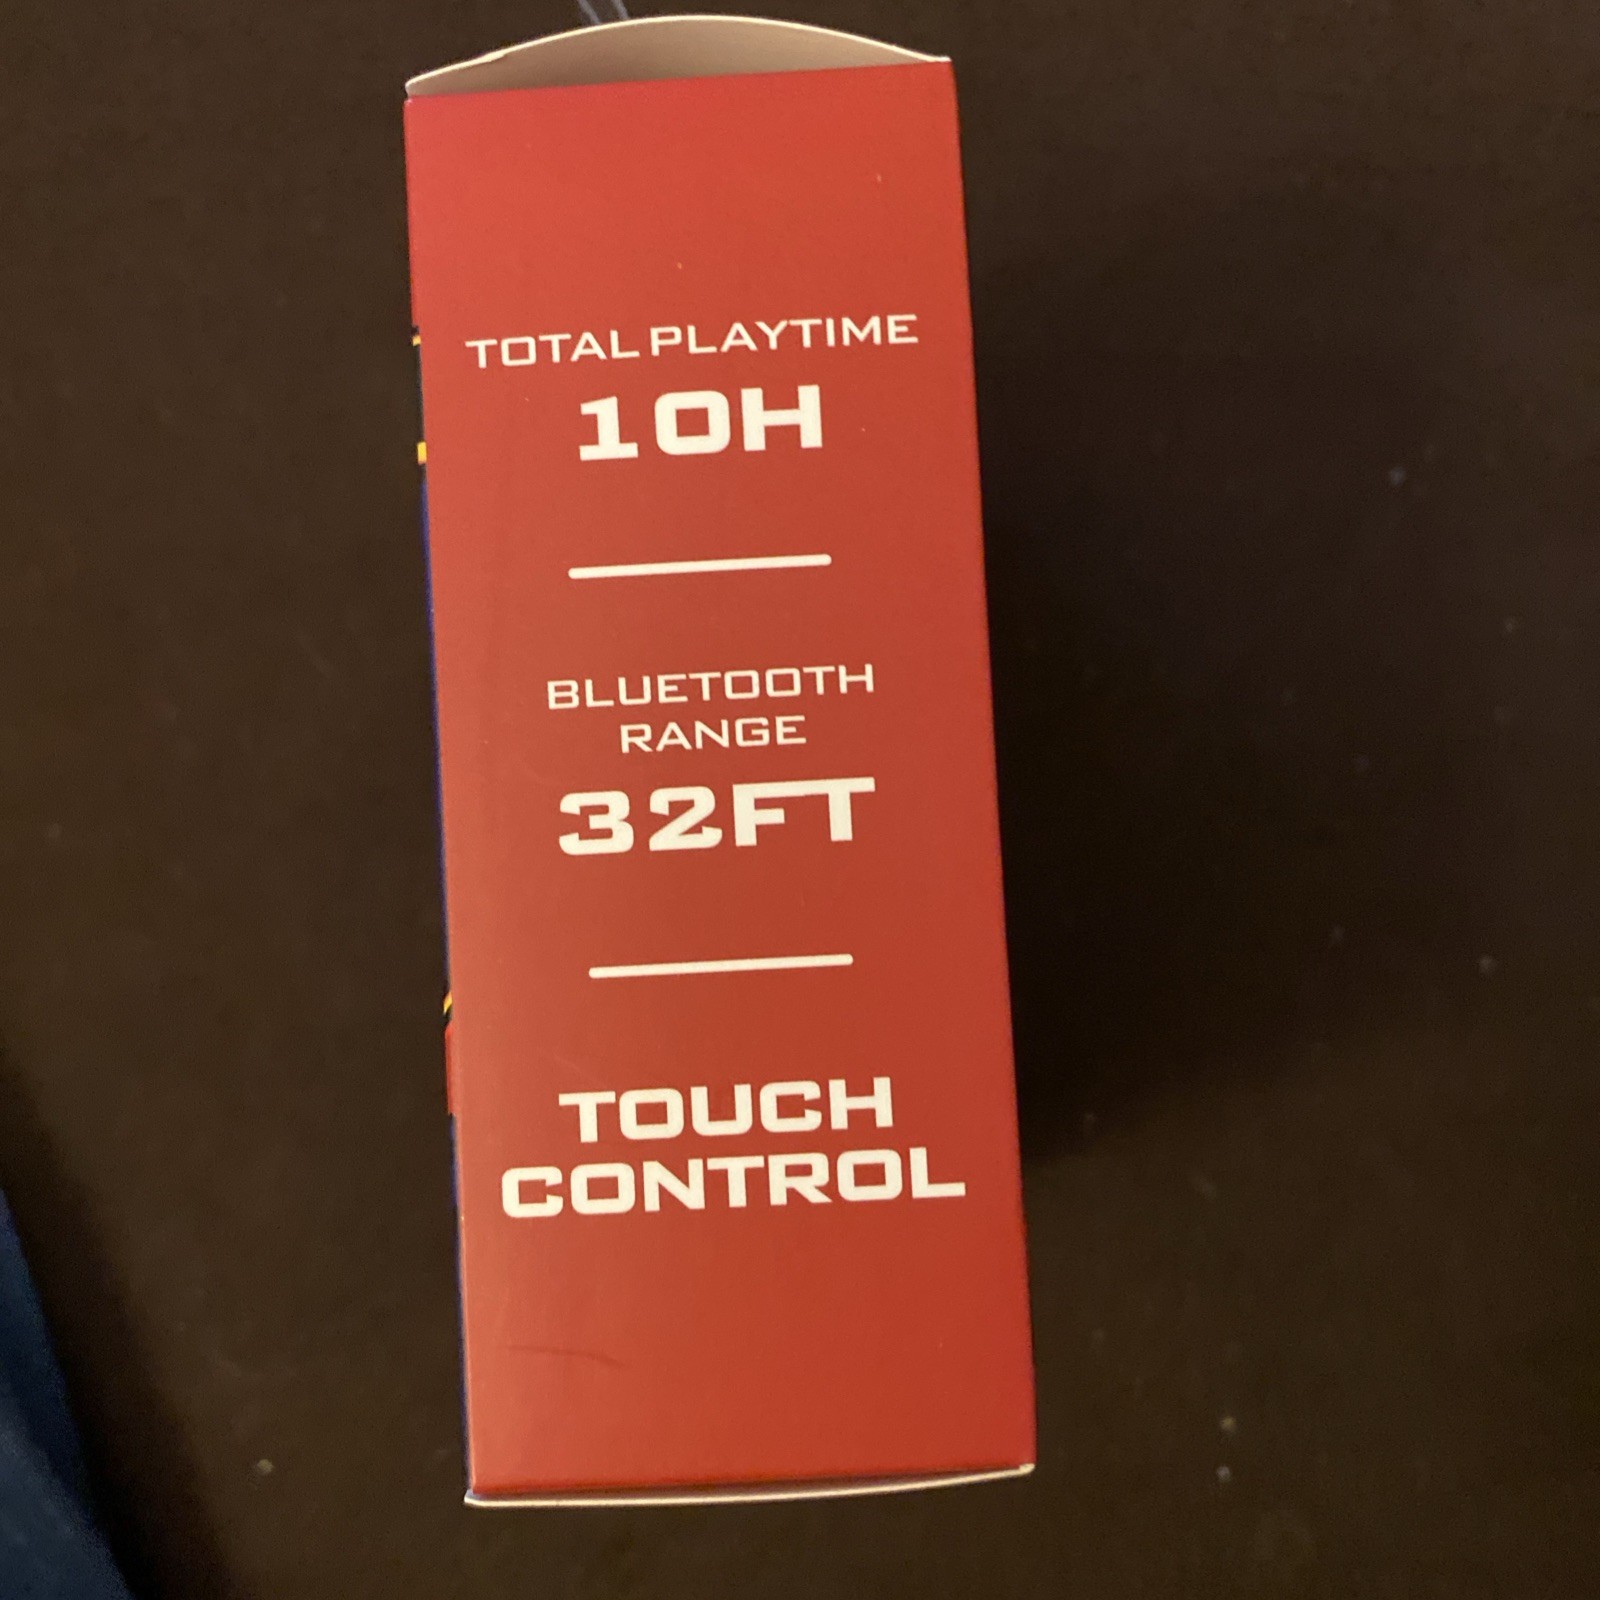 TOTAL PLAYTIME
10H
BLUETOOTH
RANGE
32FT
TOUCH
CONTROL